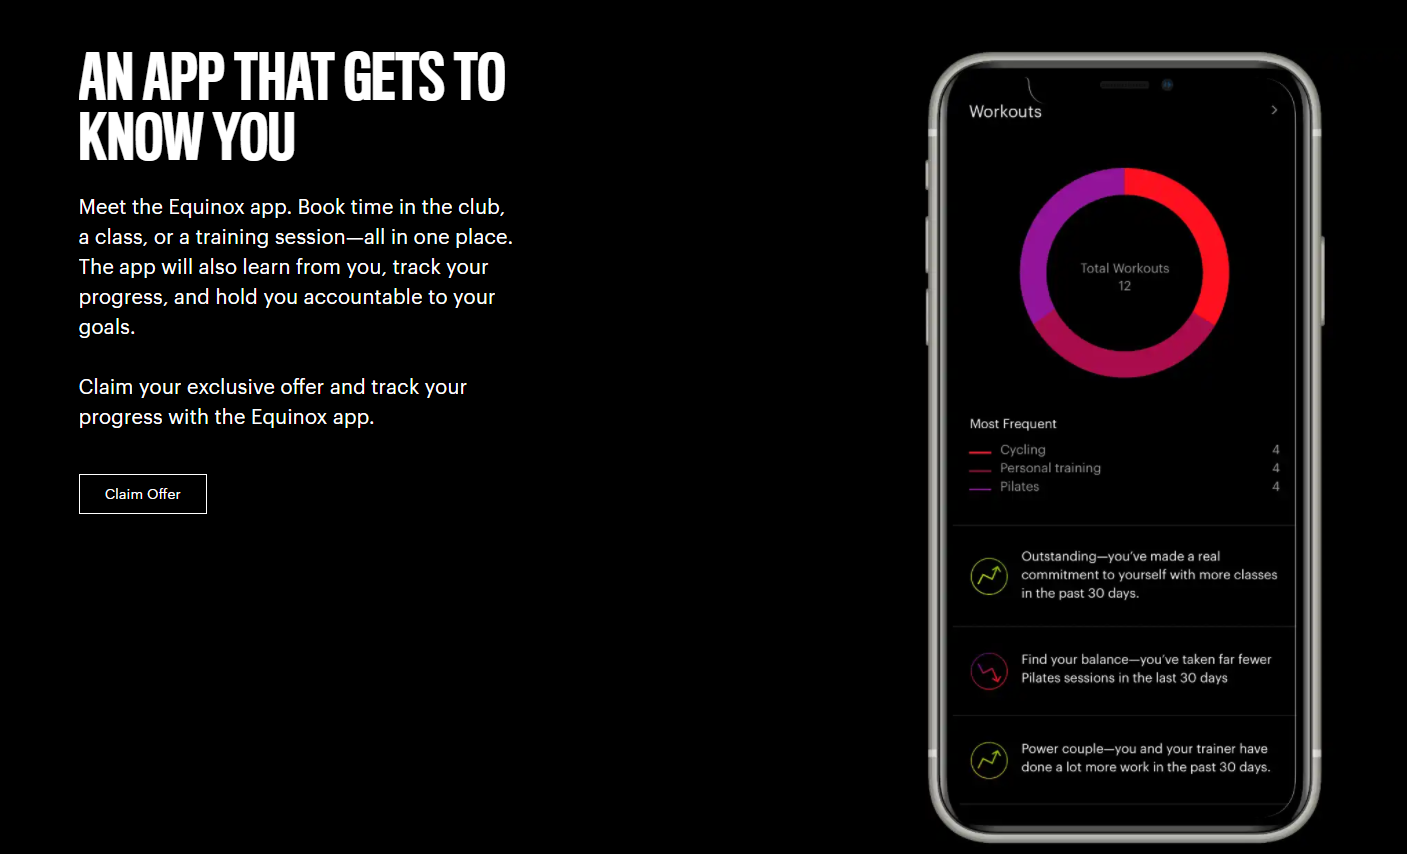 AN APP THAT GETS TO
KNOW YOU
Meet the Equinox app. Book time in the club,
a class, or a training session—all in one place.
The app will also learn from you, track your
progress, and hold you accountable to your
goals.
Claim your exclusive offer and track your
progress with the Equinox app.
Claim Offer
Workouts
Total Workouts
12
Most Frequent
Cycling 4
Personal training 4
Pilates 4
Outstanding—you've made a real
commitment to yourself with more classes
in the past 30 days.
Find your balance—you've taken far fewer
Pilates sessions in the last 30 days
Power couple—you and your trainer have
done a lot more work in the past 30 days.